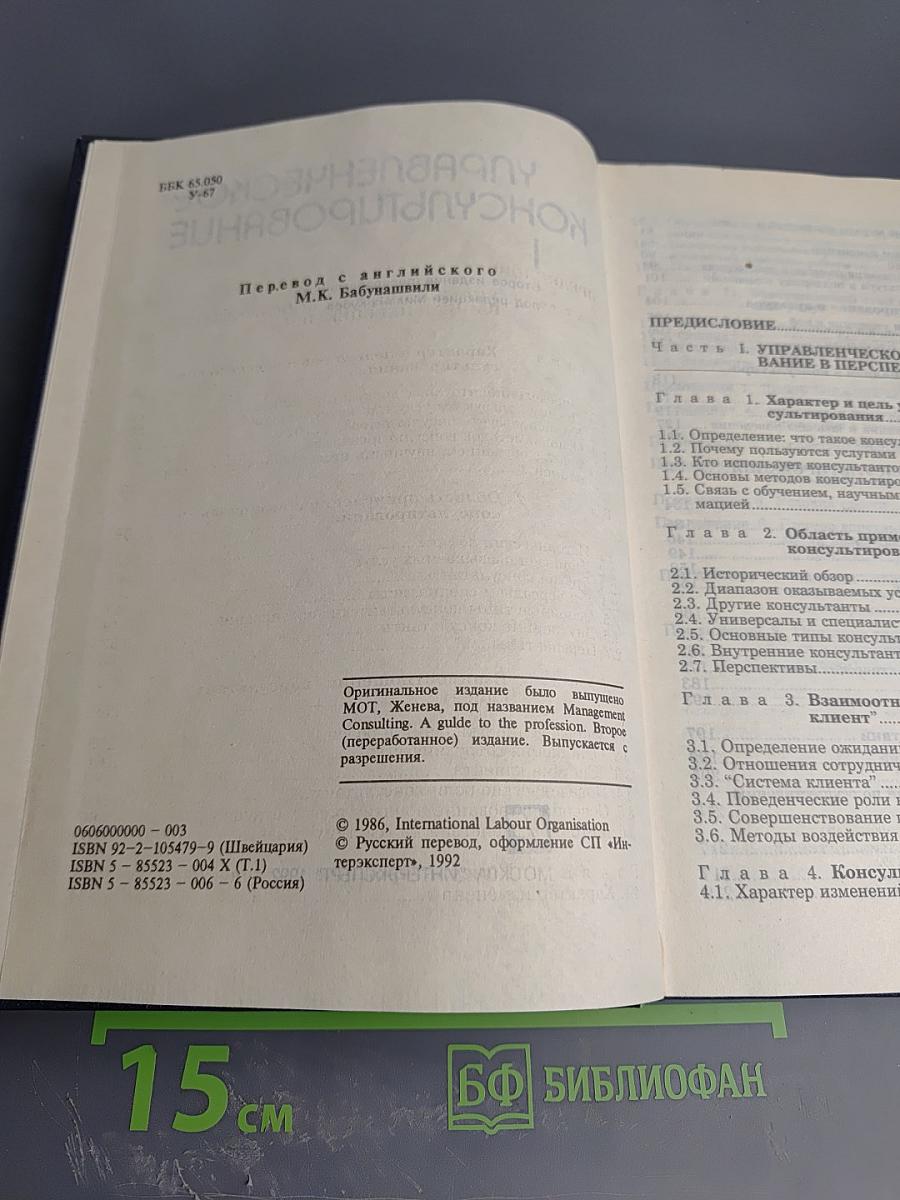 ББК 65.050
У-67
Перевод с английского
М.К. Бабунашвили
Оригинальное издание было выпущено
МОТ, Женева, под названием Management
Consulting. A guide to the profession. Второе
(переработанное) издание. Выпускается с
разрешения.
0606000000 – 003
ISBN 92–2–105479–9 (Швейцария)
ISBN 5 – 85523 – 004 X (Т.1)
ISBN 5 – 85523 – 006 – 6 (Россия)
© 1986, International Labour Organisation
© Русский перевод, оформление СП «Ин-
терэксперт», 1992
ПРЕДИСЛОВИЕ
Часть 1. УПРАВЛЕНЧЕСКО
ВАНИЕ В ПЕРСПЕ
Глава 1. Характер и цель у
сультирования
1.1. Определение: что такое консу
1.2. Почему пользуются услугами
1.3. Кто использует консультанто
1.4. Основы методов консультиро
1.5. Связь с обучением, научным
мацией
Глава 2. Область прим
консультиров
2.1. Исторический обзор
2.2. Диапазон оказываемых ус
2.3. Другие консультанты
2.4. Универсалы и специалис
2.5. Основные типы консульт
2.6. Внутренние консультант
2.7. Перспективы
Глава 3. Взаимоотн
клиент”
3.1. Определение ожидани
3.2. Отношения сотруднич
3.3. “Система клиента”
3.4. Поведенческие роли
3.5. Совершенствование
3.6. Методы воздействия
Глава 4. Консуль
4.1. Характер изменений
15 см
БФ БИБЛИОФАН